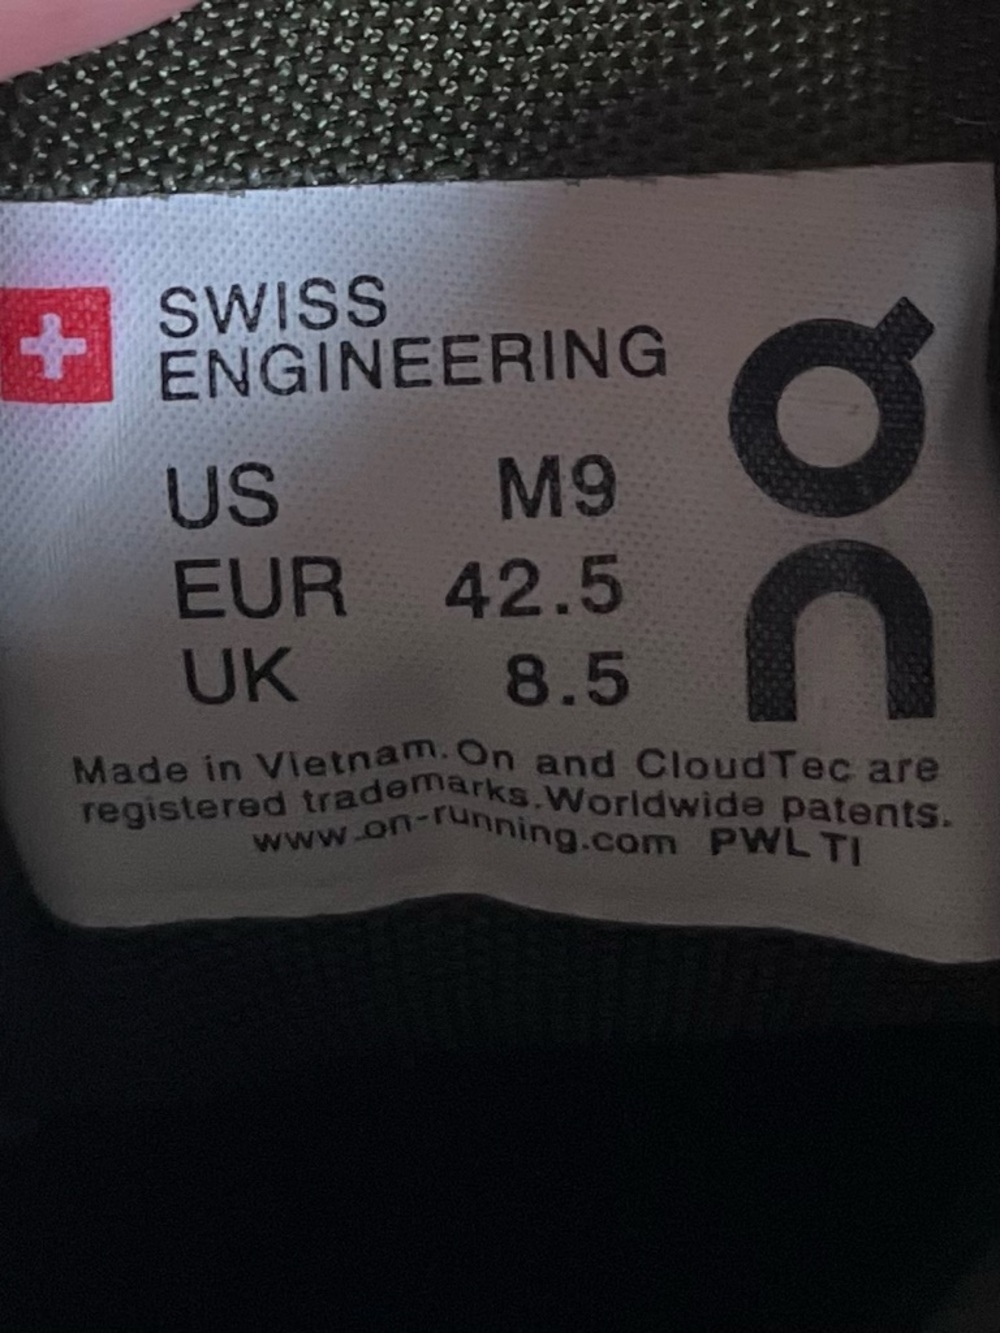 SWISS
ENGINEERING
US M9
EUR 42.5
UK 8.5
On
Made in Vietnam. On and CloudTec are
registered trademarks. Worldwide patents.
www.on-running.com PWL TI